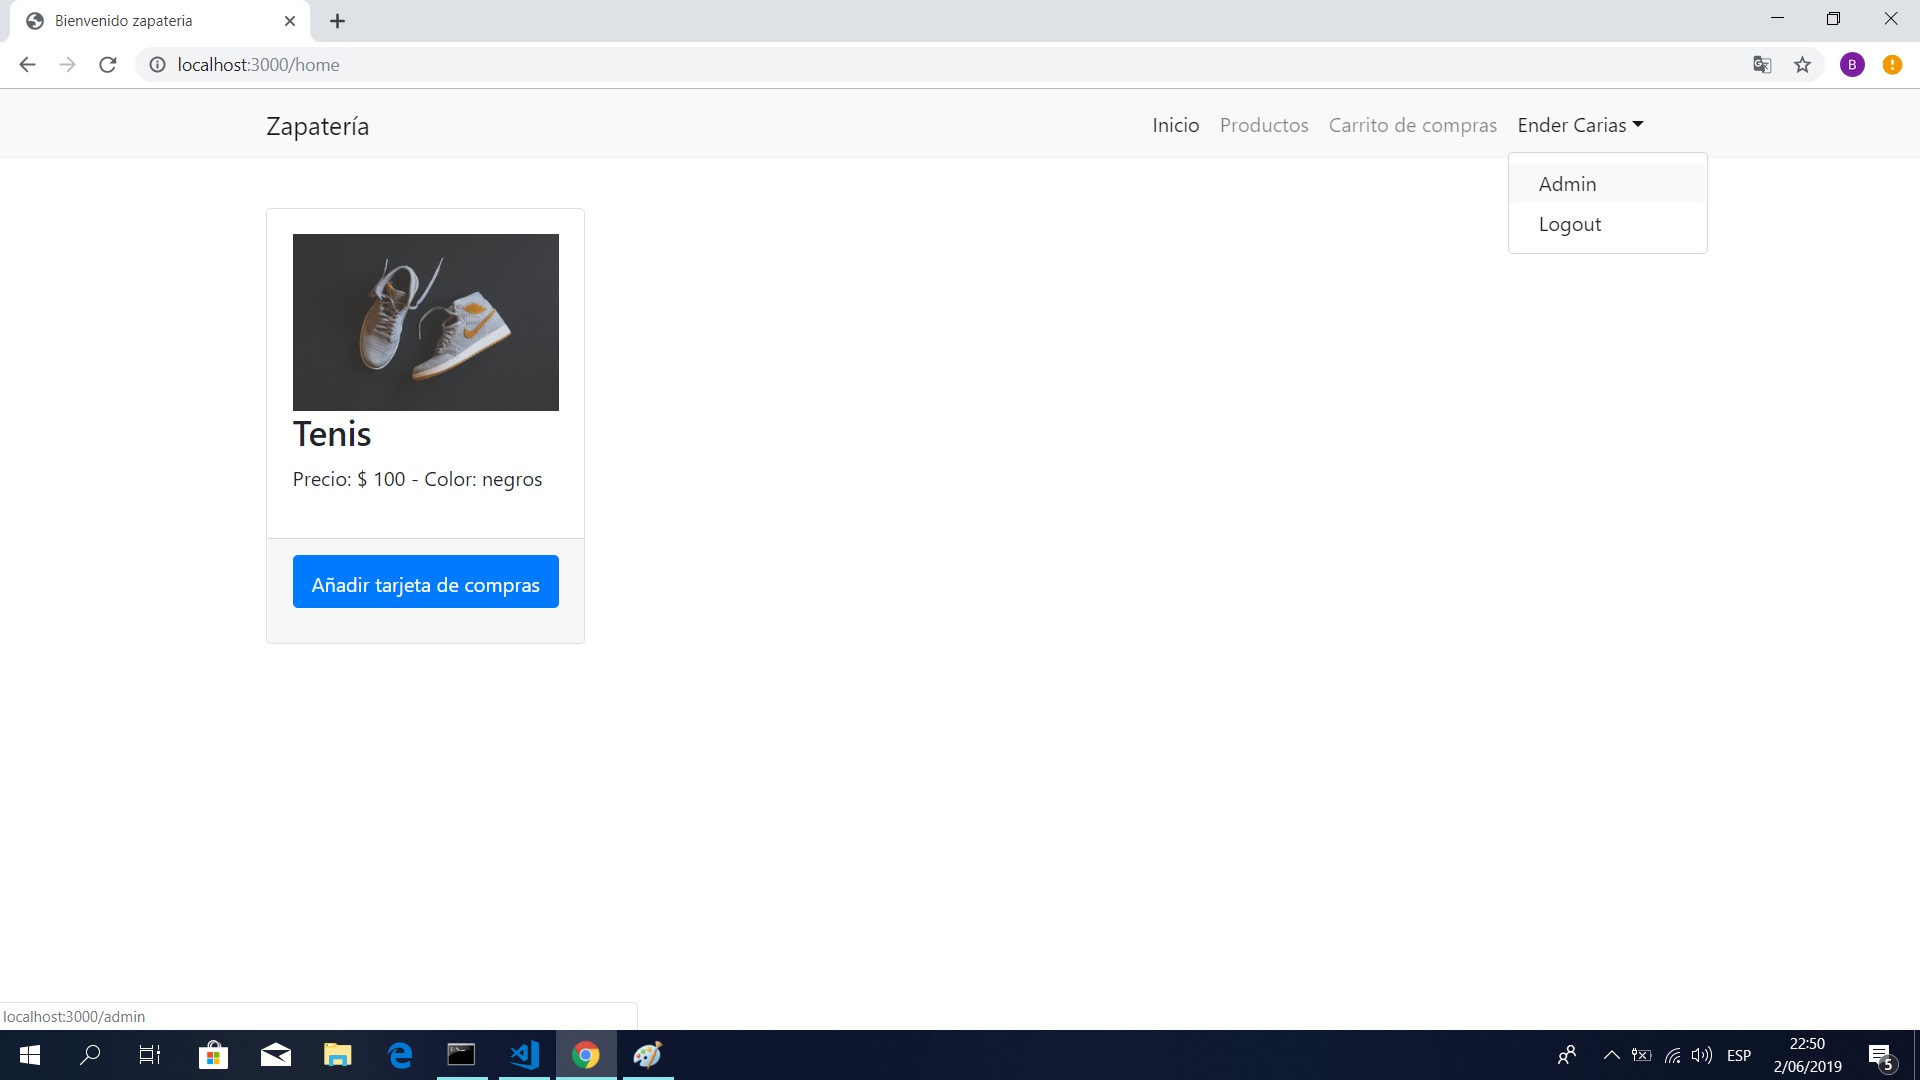 Bienvenido zapateria
localhost:3000/home
B
Zapatería
Inicio Productos Carrito de compras Ender Carias
Admin
Logout
Tenis
Precio: $ 100 - Color: negros
Añadir tarjeta de compras
localhost:3000/admin
ESP
22:50
2/06/2019
5